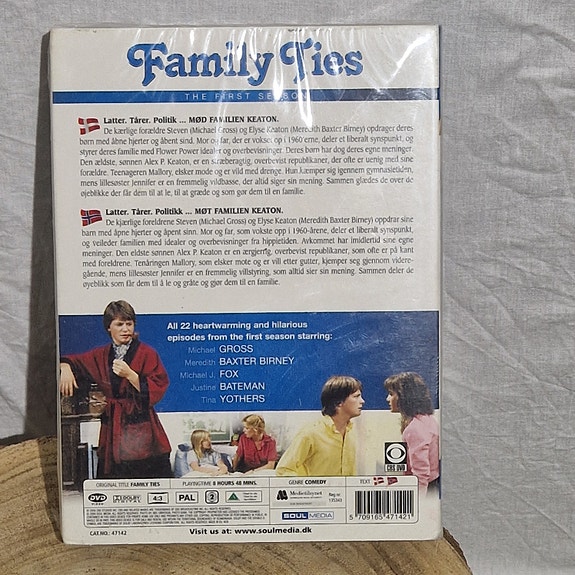 Family Ties
THE FIRST SEASON
Latter. Tårer. Politik ... MØD FAMILIEN KEATON.
De kærlige forældre Steven (Michael Gross) og Elyse Keaton (Meredith Baxter Birney) opdrager deres
børn med åbne hjerter og åbent sind. Mor og far, der er vokset op i 1960'erne, deler et liberalt synspunkt, og
styrer deres familie med Flower Power idealer og overbevisninger. Deres børn har dog deres egne meninger.
Den ældste, sønnen Alex P. Keaton, er en skræberagtig, overbevist republikaner, der ofte er uenig med sine
forældre. Teenageren Mallory, elsker mode og er vild med drenge. Hun kæmper sig igennem gymnasietiden,
mens lillesøster Jennifer er en fremmelig vildbasse, der altid siger sin mening. Sammen glædes de over de
øjeblikke der får dem til at le, til at græde og som gør dem til en familie.
Latter. Tårer. Politikk ... MØT FAMILIEN KEATON.
De kjærlige foreldrene Steven (Michael Gross) og Elyse Keaton (Meredith Baxter Birney) oppdrar sine
barn med åpne hjerter og åpent sinn. Mor og far, som vokste opp i 1960-årene, deler et liberalt synspunkt,
og veileder familien med idealer og overbevisninger fra hippietiden. Avkommet har imidlertid sine egne
meninger. Den eldste sønnen Alex P. Keaton er en ærgjerrig, overbevist republikaner, som ofte er på kant
med foreldrene. Tenåringen Mallory, som elsker mote og er vill etter gutter, kjemper seg gjennom videre-
gående, mens lillesøster Jennifer er en fremmelig villstyring, som alltid sier sin mening. Sammen deler de
øyeblikk som får dem til å le og gråte og gjør dem til en familie.
All 22 heartwarming and hilarious
episodes from the first season starring:
Michael GROSS
Meredith BAXTER BIRNEY
Michael J. FOX
Justine BATEMAN
Tina YOTHERS
CBS DVD
ORIGINAL TITLE FAMILY TIES
PLAYINGTIME 8 HOURS 48 MINS.
GENRE COMEDY
TEXT
DVD
VIDEO
DOLBY
4:3
PAL
2
Medietilsynet
Reg nr
SOUL MEDIA
5 709165 471421
CAT.NO.: 47142
Visit us at: www.soulmedia.dk